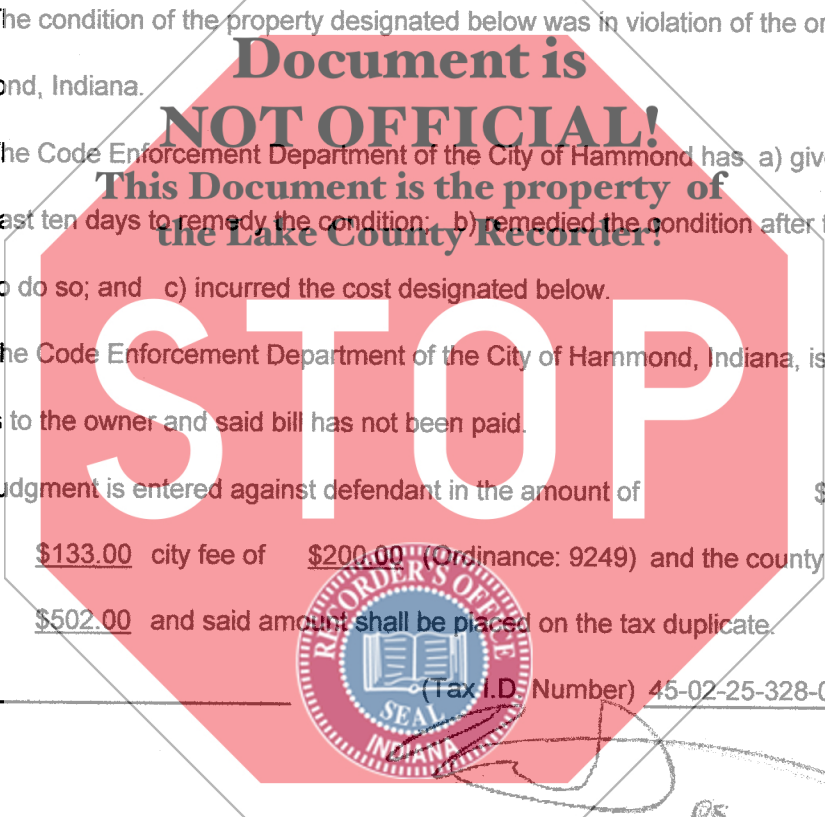 he condition of the property designated below was in violation of the or
Document is
ond, Indiana.
NOT OFFICIAL!
he Code Enforcement Department of the City of Hammond has a) giv
This Document is the property of
ast ten days to remedy the condition; b) remedied the condition after
the Lake County Recorder!
o do so; and c) incurred the cost designated below.
STOP
he Code Enforcement Department of the City of Hammond, Indiana, is
s to the owner and said bill has not been paid.
udgment is entered against defendant in the amount of $
$133.00 city fee of $200.00 (Ordinance: 9249) and the county
$502.00 and said amount shall be placed on the tax duplicate.
RECORDER'S OFFICE
SEAL
INDIANA
(Tax I.D. Number) 45-02-25-328-0